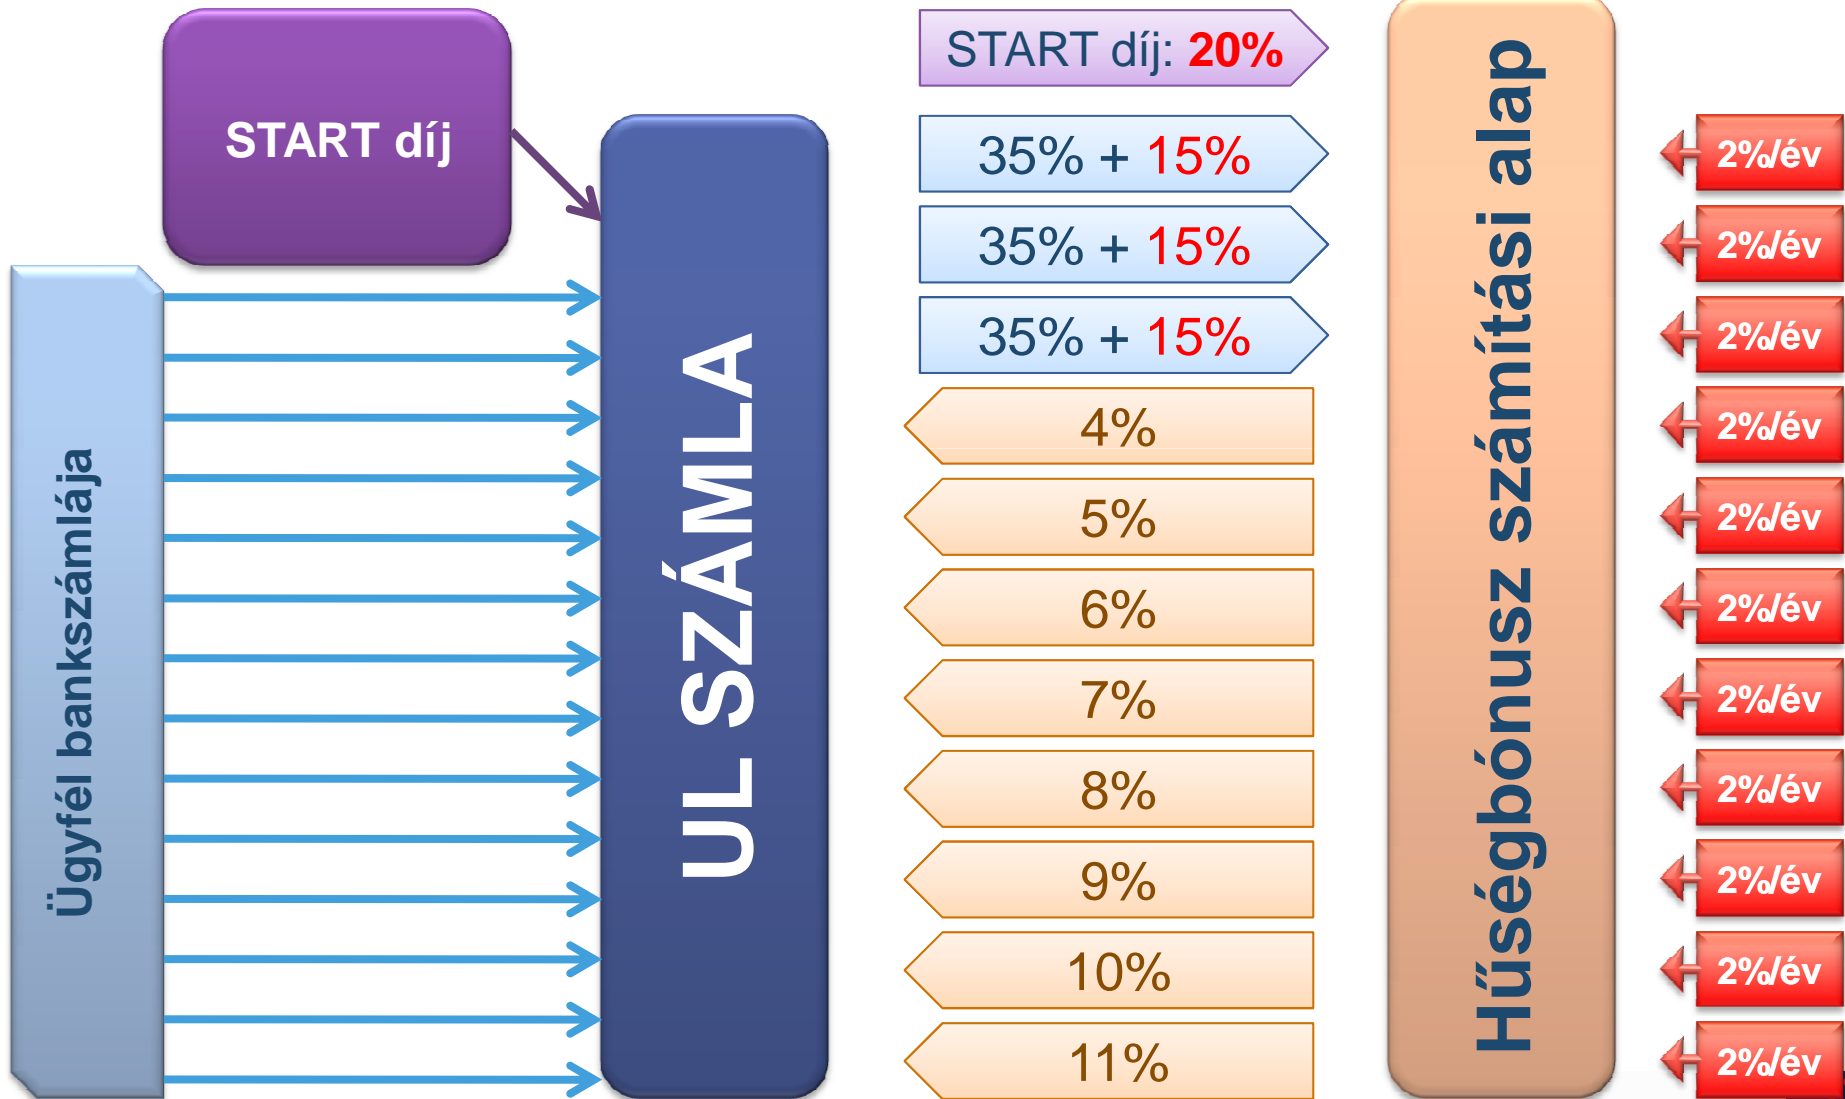 START díj
Ügyfél bankszámlája
UL SZÁMLA
START díj: 20%
35% + 15%
35% + 15%
35% + 15%
4%
5%
6%
7%
8%
9%
10%
11%
Hűségbónusz számítási alap
2%/év
2%/év
2%/év
2%/év
2%/év
2%/év
2%/év
2%/év
2%/év
2%/év
2%/év